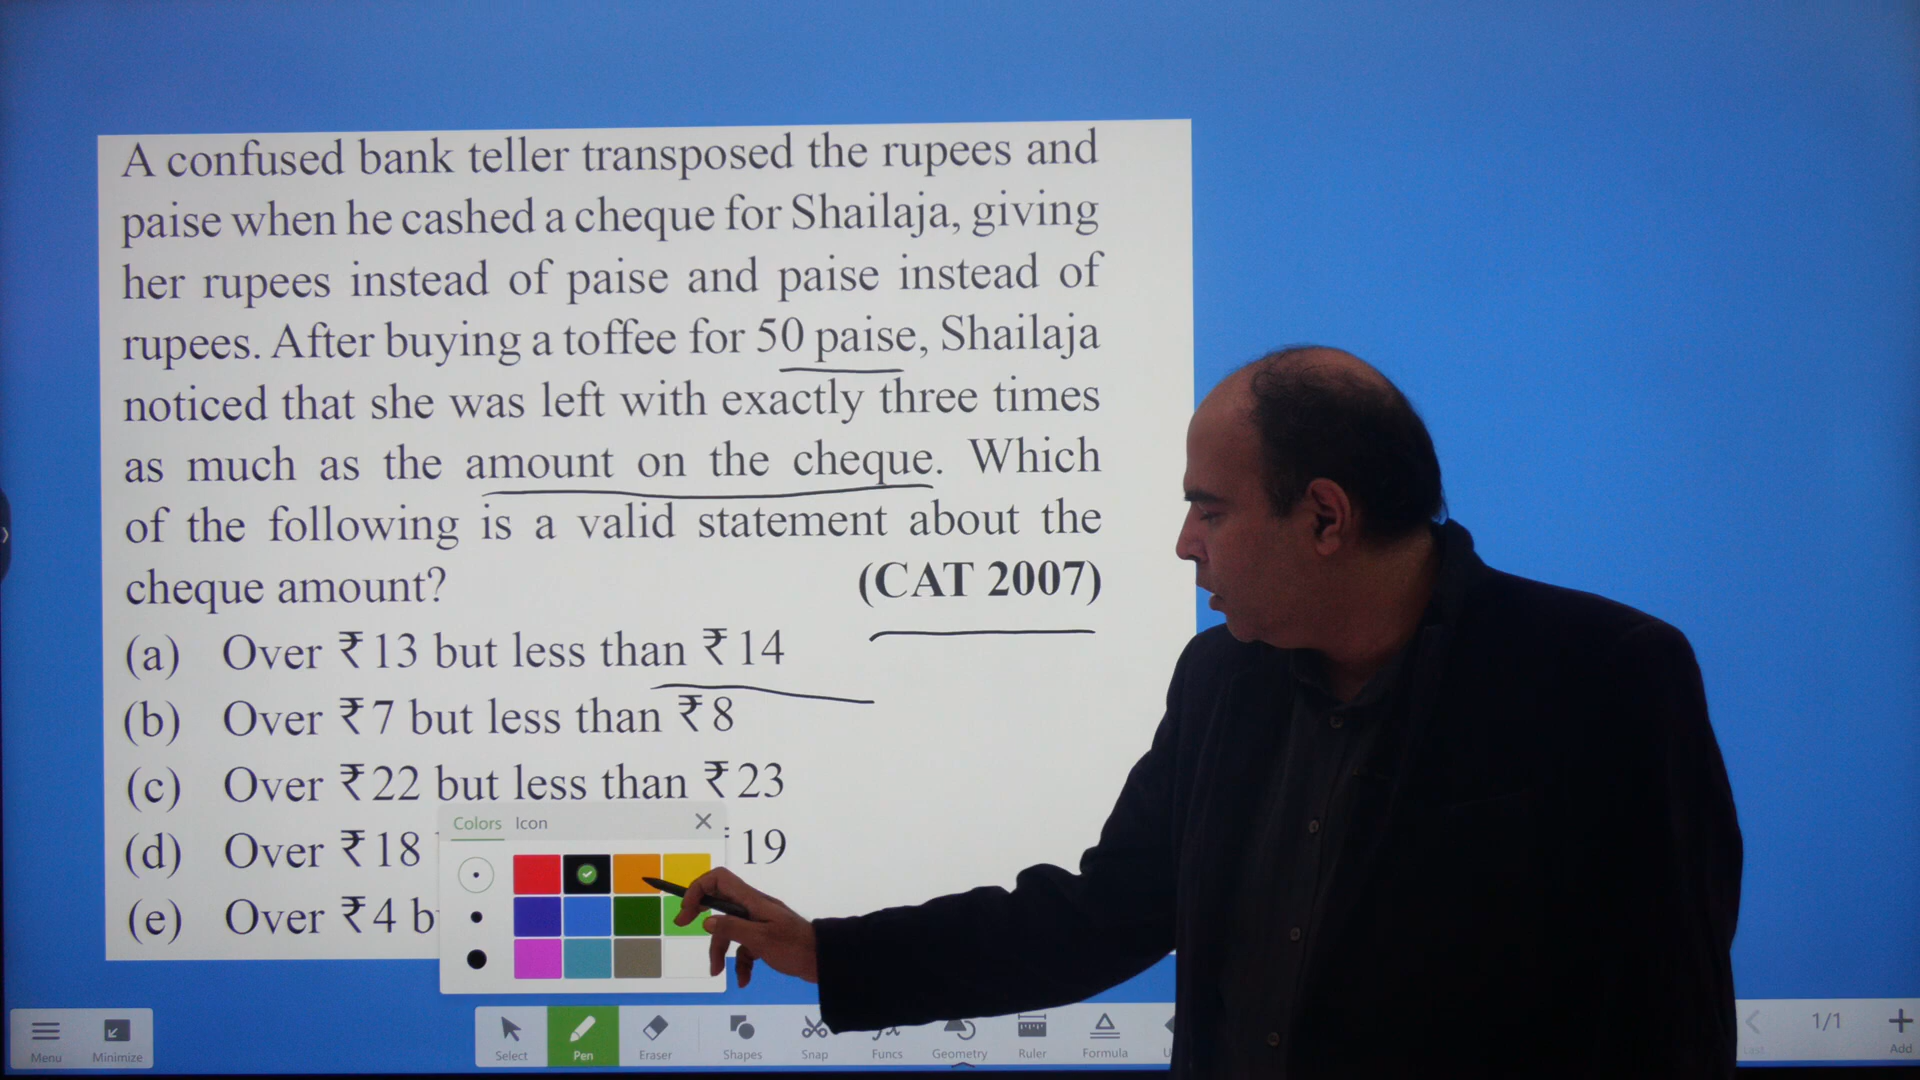 A confused bank teller transposed the rupees and
paise when he cashed a cheque for Shailaja, giving
her rupees instead of paise and paise instead of
rupees. After buying a toffee for 50 paise, Shailaja
noticed that she was left with exactly three times
as much as the amount on the cheque. Which
of the following is a valid statement about the
cheque amount? (CAT 2007)
(a) Over ₹ 13 but less than ₹ 14
(b) Over ₹ 7 but less than ₹ 8
(c) Over ₹ 22 but less than ₹ 23
(d) Over ₹ 18 19
(e) Over ₹ 4
Colors Icon
Menu Minimize Select Pen Eraser Shapes Snap Funcs Geometry Ruler Formula 1/1 Add